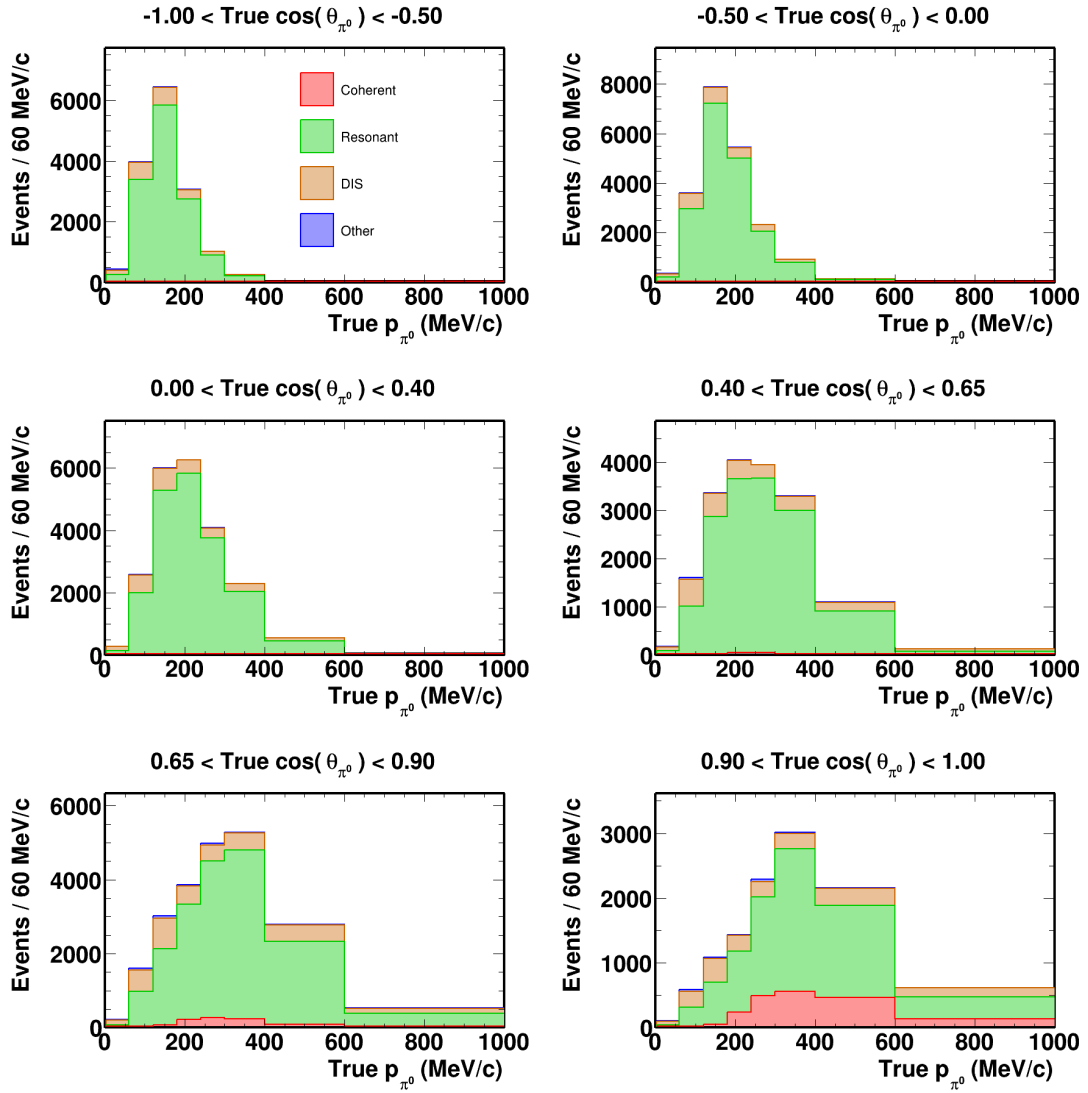 -1.00 < True cos( θπ⁰ ) < -0.50
Events / 60 MeV/c
6000
4000
2000
0
Coherent
Resonant
DIS
Other
0 200 400 600 800 1000
True pπ⁰ (MeV/c)
-0.50 < True cos( θπ⁰ ) < 0.00
Events / 60 MeV/c
8000
6000
4000
2000
0
0 200 400 600 800 1000
True pπ⁰ (MeV/c)
0.00 < True cos( θπ⁰ ) < 0.40
Events / 60 MeV/c
6000
4000
2000
0
0 200 400 600 800 1000
True pπ⁰ (MeV/c)
0.40 < True cos( θπ⁰ ) < 0.65
Events / 60 MeV/c
4000
3000
2000
1000
0
0 200 400 600 800 1000
True pπ⁰ (MeV/c)
0.65 < True cos( θπ⁰ ) < 0.90
Events / 60 MeV/c
6000
4000
2000
0
0 200 400 600 800 1000
True pπ⁰ (MeV/c)
0.90 < True cos( θπ⁰ ) < 1.00
Events / 60 MeV/c
3000
2000
1000
0
0 200 400 600 800 1000
True pπ⁰ (MeV/c)